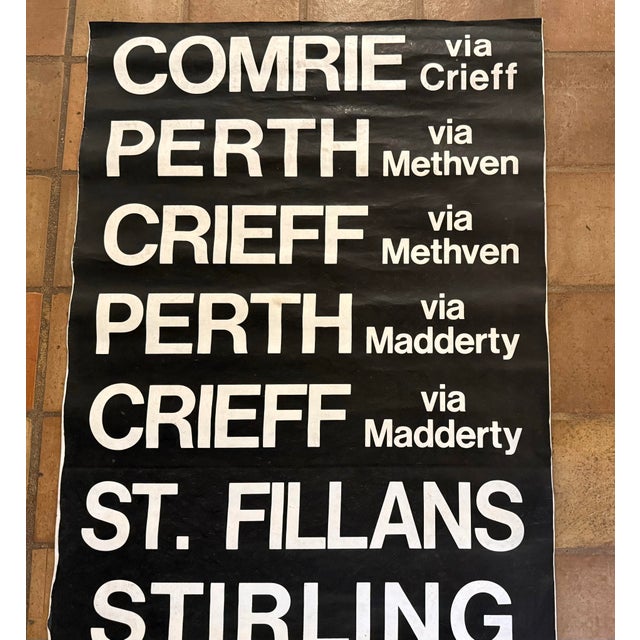 COMRIE via Crieff
PERTH via Methven
CRIEFF via Methven
PERTH via Madderty
CRIEFF via Madderty
ST. FILLANS
STIRLING